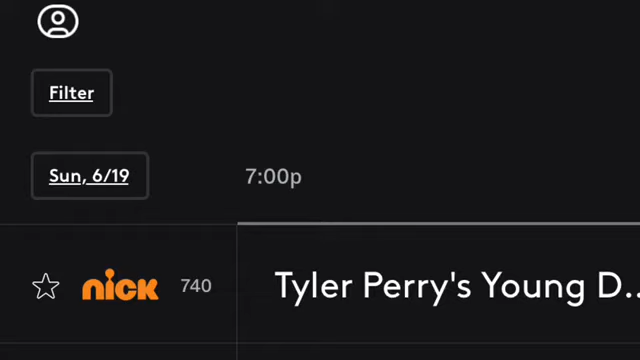 Filter
Sun, 6/19
7:00p
nick
740
Tyler Perry's Young D..